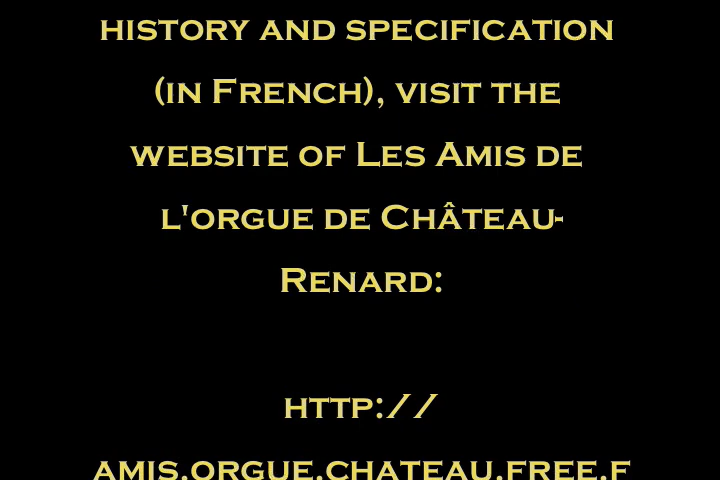 HISTORY AND SPECIFICATION
(IN FRENCH), VISIT THE
WEBSITE OF LES AMIS DE
L'ORGUE DE CHÂTEAU-
RENARD:
HTTP://
AMIS.ORGUE.CHATEAU.FREE.F